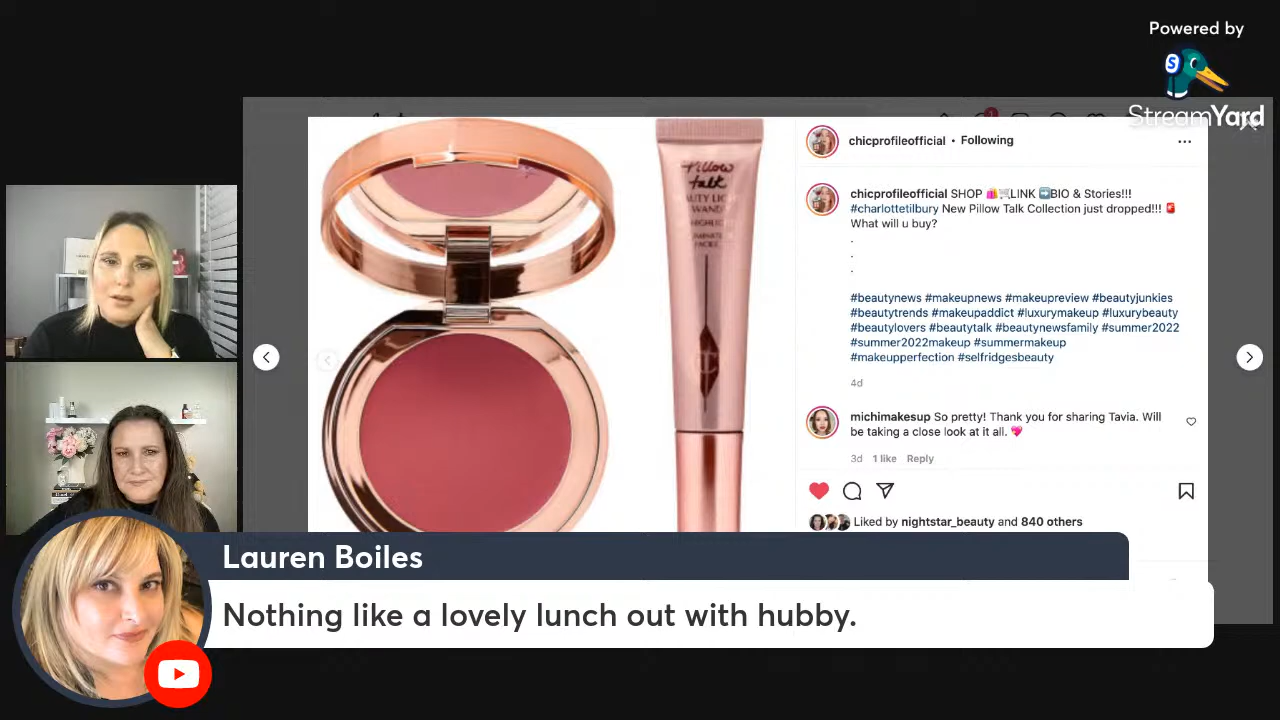 Powered by
StreamYard
chicprofileofficial • Following
chicprofileofficial SHOP 🎁🛒LINK ➡️BIO & Stories!!!
#charlottetilbury New Pillow Talk Collection just dropped!!! 🚨
What will u buy?
.
.
.
#beautynews #makeupnews #makeupreview #beautyjunkies
#beautytrends #makeupaddict #luxurymakeup #luxurybeauty
#beautylovers #beautytalk #beautynewsfamily #summer2022
#summer2022makeup #summermakeup
#makeupperfection #selfridgesbeauty
4d
michimakesup So pretty! Thank you for sharing Tavia. Will
be taking a close look at it all. 💖
3d 1 like Reply
Liked by nightstar_beauty and 840 others
Pillow
talk
Lauren Boiles
Nothing like a lovely lunch out with hubby.